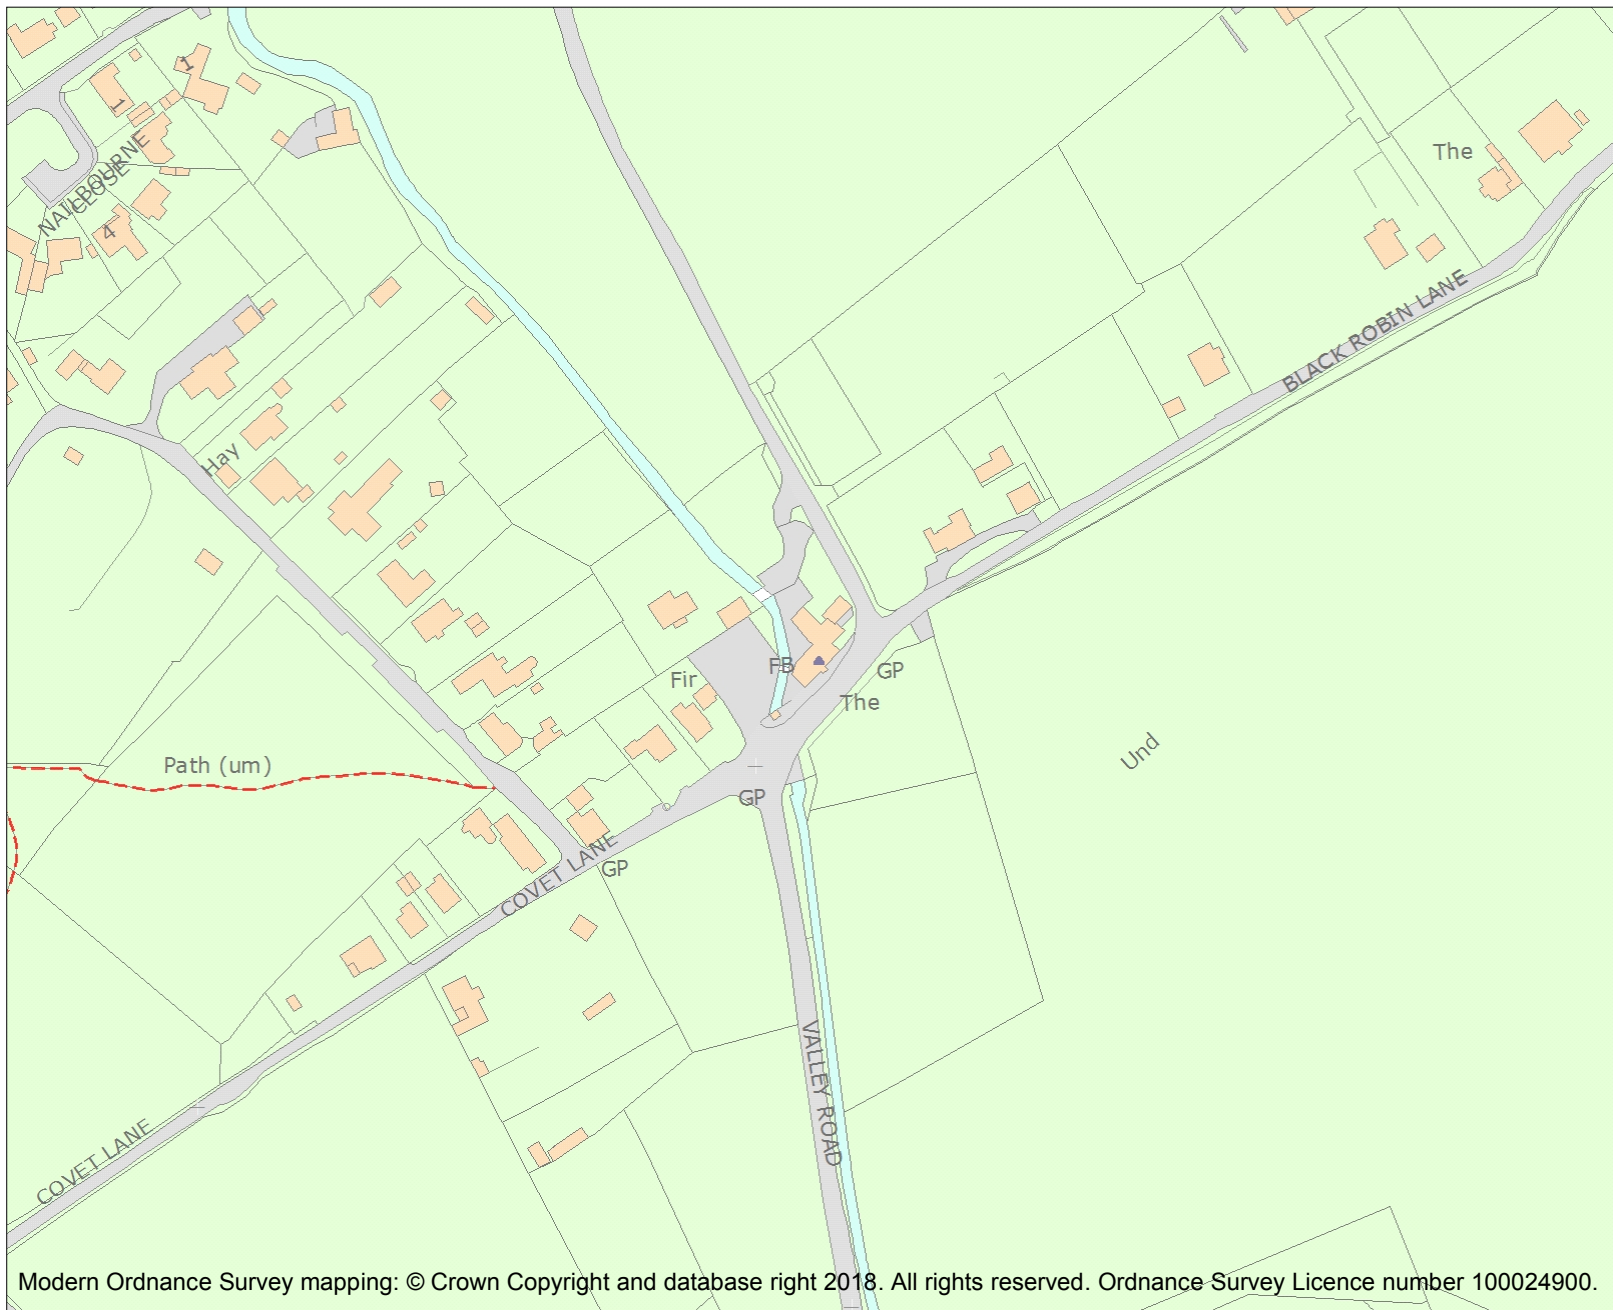 1
1
NAILBOURNE
CLOSE
4
The
BLACK ROBIN LANE
Hay
FB
Fir
GP
The
Und
Path (um)
GP
COVET LANE
GP
VALLEY ROAD
COVET LANE
Modern Ordnance Survey mapping: © Crown Copyright and database right 2018. All rights reserved. Ordnance Survey Licence number 100024900.